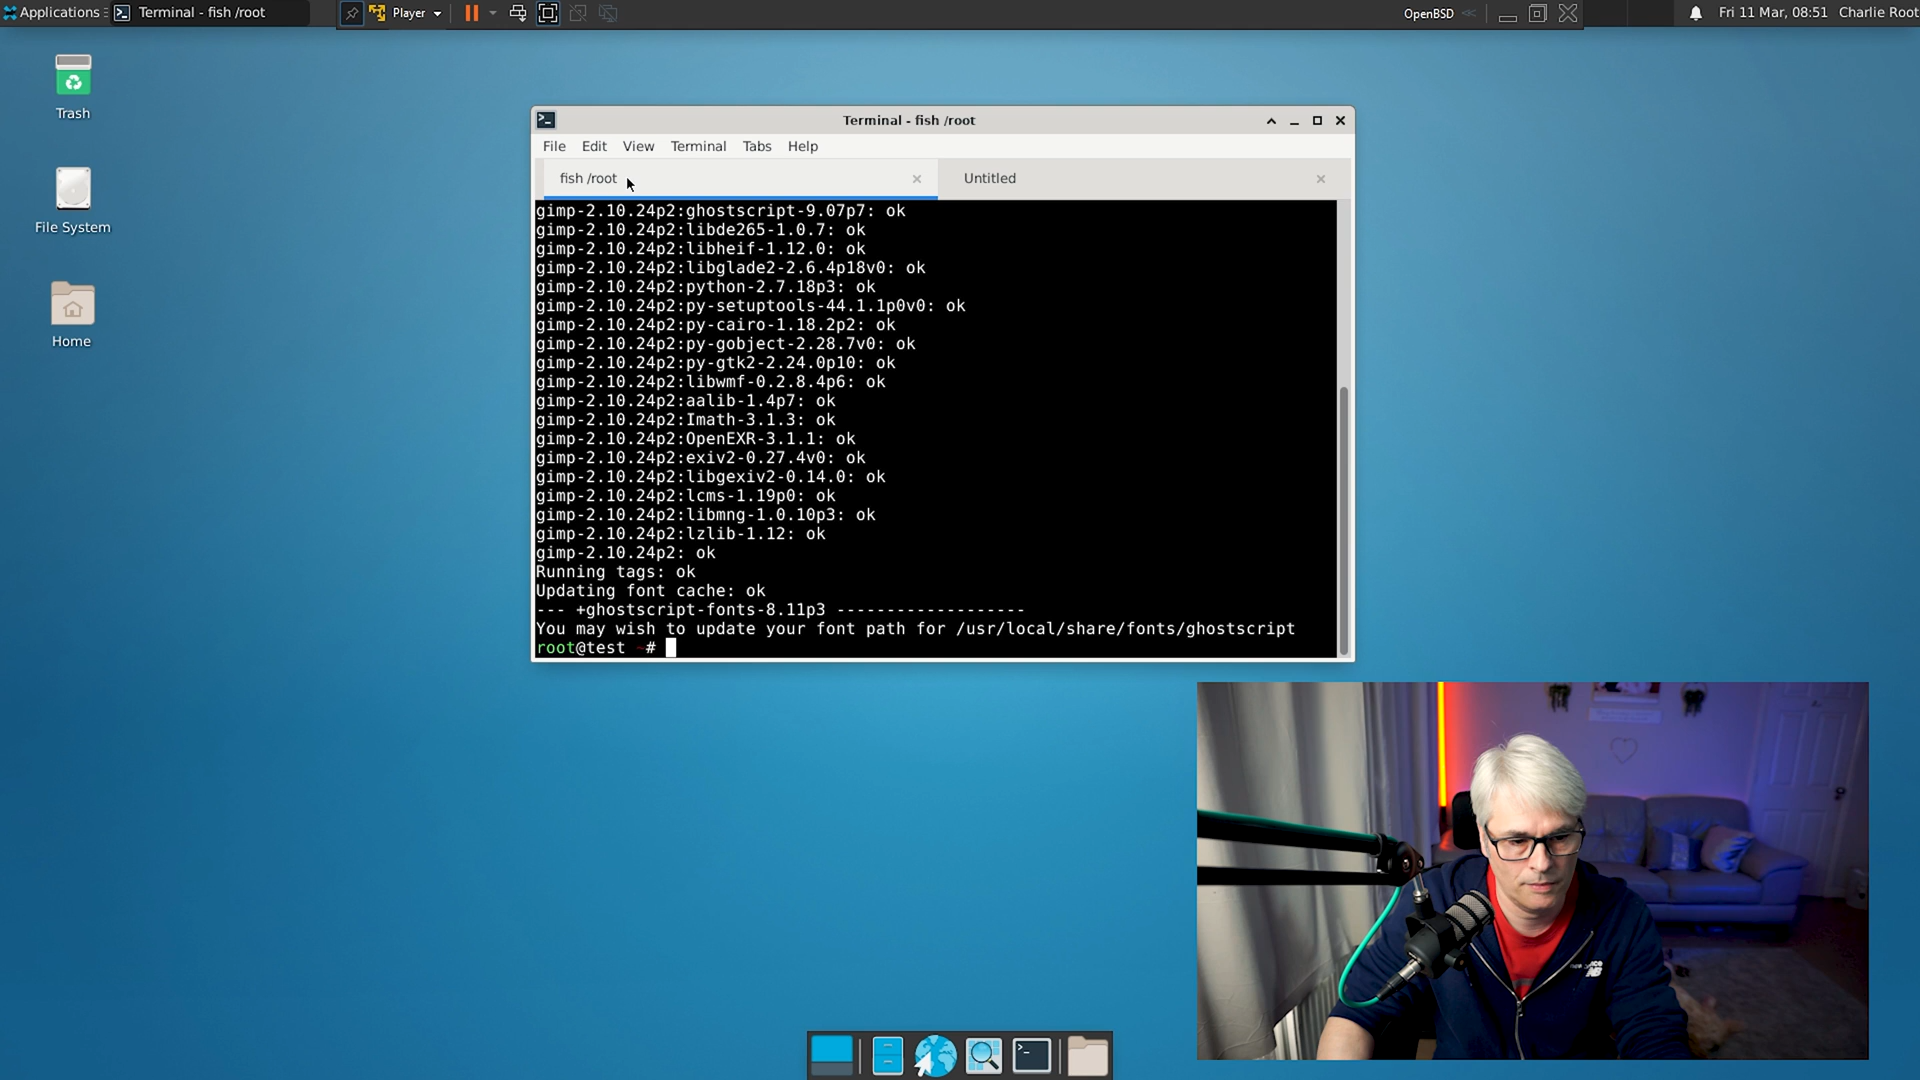 Applications
Terminal - fish /root
Player
OpenBSD
Fri 11 Mar, 08:51
Charlie Root
Trash
File System
Home
Terminal - fish /root
File Edit View Terminal Tabs Help
fish /root
Untitled
gimp-2.10.24p2:ghostscript-9.07p7: ok
gimp-2.10.24p2:libde265-1.0.7: ok
gimp-2.10.24p2:libheif-1.12.0: ok
gimp-2.10.24p2:libglade2-2.6.4p18v0: ok
gimp-2.10.24p2:python-2.7.18p3: ok
gimp-2.10.24p2:py-setuptools-44.1.1p0v0: ok
gimp-2.10.24p2:py-cairo-1.18.2p2: ok
gimp-2.10.24p2:py-gobject-2.28.7v0: ok
gimp-2.10.24p2:py-gtk2-2.24.0p10: ok
gimp-2.10.24p2:libwmf-0.2.8.4p6: ok
gimp-2.10.24p2:aalib-1.4p7: ok
gimp-2.10.24p2:Imath-3.1.3: ok
gimp-2.10.24p2:OpenEXR-3.1.1: ok
gimp-2.10.24p2:exiv2-0.27.4v0: ok
gimp-2.10.24p2:libgexiv2-0.14.0: ok
gimp-2.10.24p2:lcms-1.19p0: ok
gimp-2.10.24p2:libmng-1.0.10p3: ok
gimp-2.10.24p2:lzlib-1.12: ok
gimp-2.10.24p2: ok
Running tags: ok
Updating font cache: ok
--- +ghostscript-fonts-8.11p3 -------------------
You may wish to update your font path for /usr/local/share/fonts/ghostscript
root@test ~#